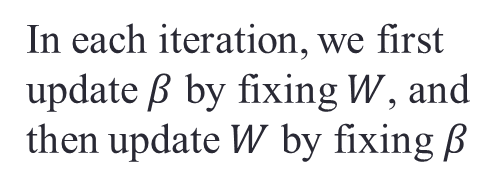 In each iteration, we first
update β by fixing W, and
then update W by fixing β